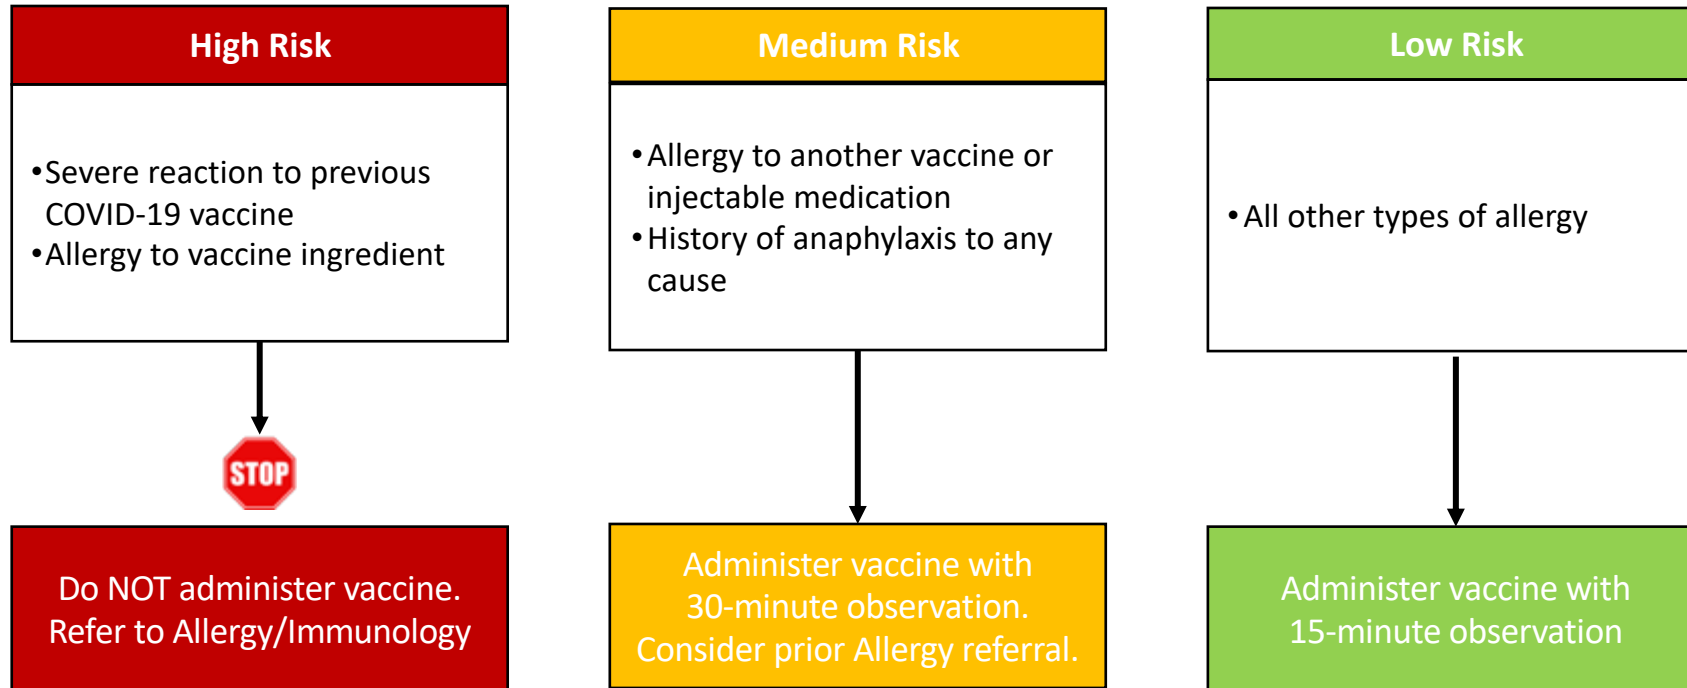 High Risk
•Severe reaction to previous
COVID-19 vaccine
•Allergy to vaccine ingredient
STOP
Do NOT administer vaccine.
Refer to Allergy/Immunology
Medium Risk
•Allergy to another vaccine or
injectable medication
•History of anaphylaxis to any
cause
Administer vaccine with
30-minute observation.
Consider prior Allergy referral.
Low Risk
•All other types of allergy
Administer vaccine with
15-minute observation